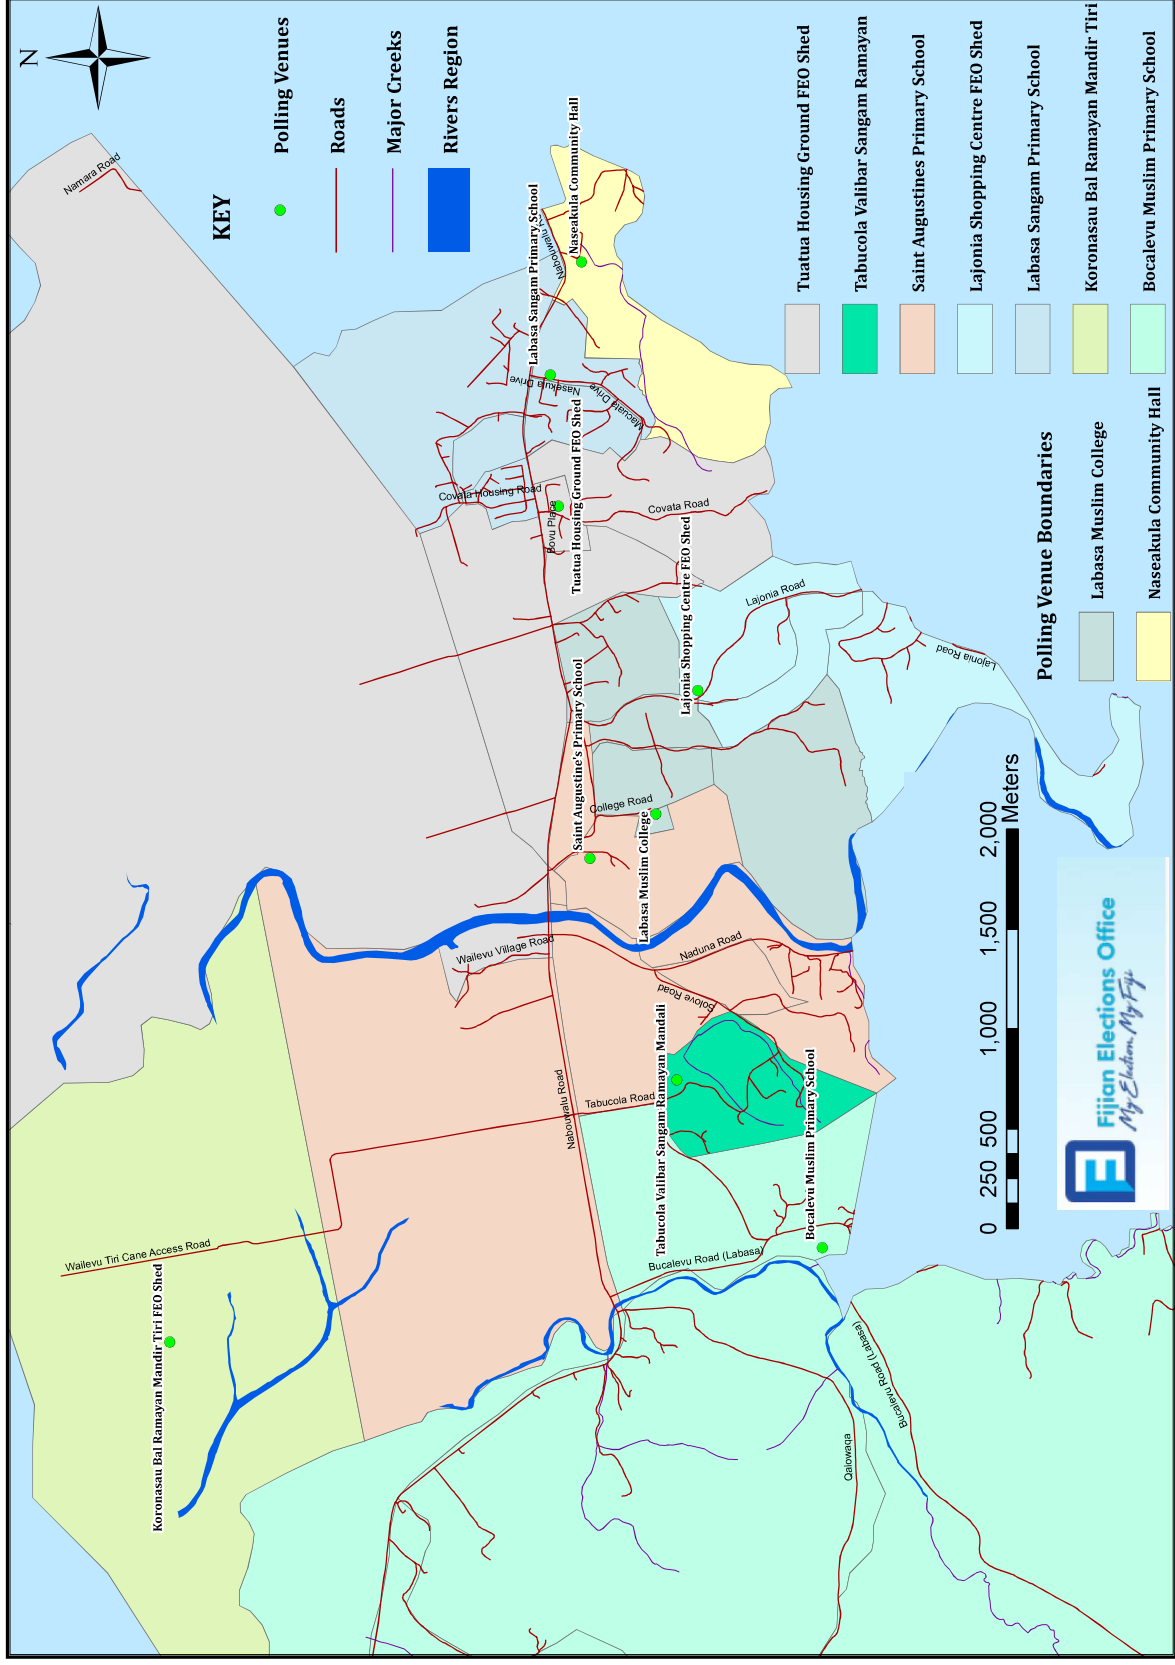 N
KEY
Polling Venues
Roads
Major Creeks
Rivers Region
Namara Road
Naseakula Community Hall
Labasa Sangam Primary School
Nabouwalu R
Nasekula Drive
Macuata Drive
Tuatua Housing Ground FEO Shed
Covata Housing Road
Bovu Place
Covata Road
Lajonia Shopping Centre FEO Shed
Lajonia Road
Lajonia Road
Saint Augustine's Primary School
College Road
Labasa Muslim College
Wailevu Village Road
Naduna Road
Solove Road
Tabucola Valibar Sangam Ramayan Mandali
Nabouwalu Road
Tabucola Road
Bocalevu Muslim Primary School
Wailevu Tiri Cane Access Road
Koronasau Bal Ramayan Mandir Tiri FEO Shed
Bucalevu Road (Labasa)
Bucalevu Road (Labasa)
Qalowaqa
Polling Venue Boundaries
Labasa Muslim College
Naseakula Community Hall
Tuatua Housing Ground FEO Shed
Tabucola Valibar Sangam Ramayan
Saint Augustines Primary School
Lajonia Shopping Centre FEO Shed
Labasa Sangam Primary School
Koronasau Bal Ramayan Mandir Tiri
Bocalevu Muslim Primary School
0 250 500 1,000 1,500 2,000
Meters
Fijian Elections Office
My Election, My Fiji